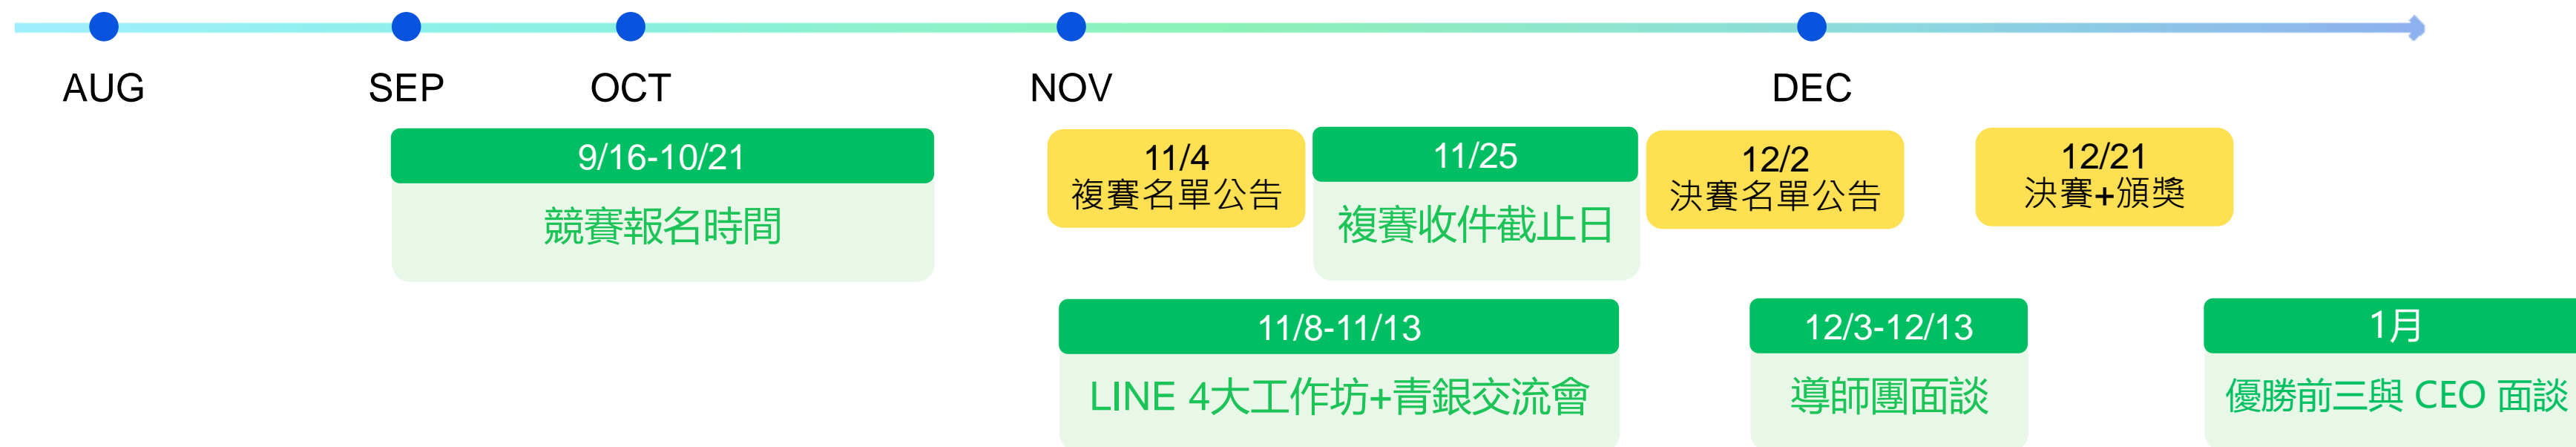 AUG
SEP
OCT
NOV
DEC
9/16-10/21
競賽報名時間
11/4
複賽名單公告
11/25
複賽收件截止日
12/2
決賽名單公告
12/21
決賽+頒獎
11/8-11/13
LINE 4大工作坊+青銀交流會
12/3-12/13
導師團面談
1月
優勝前三與 CEO 面談